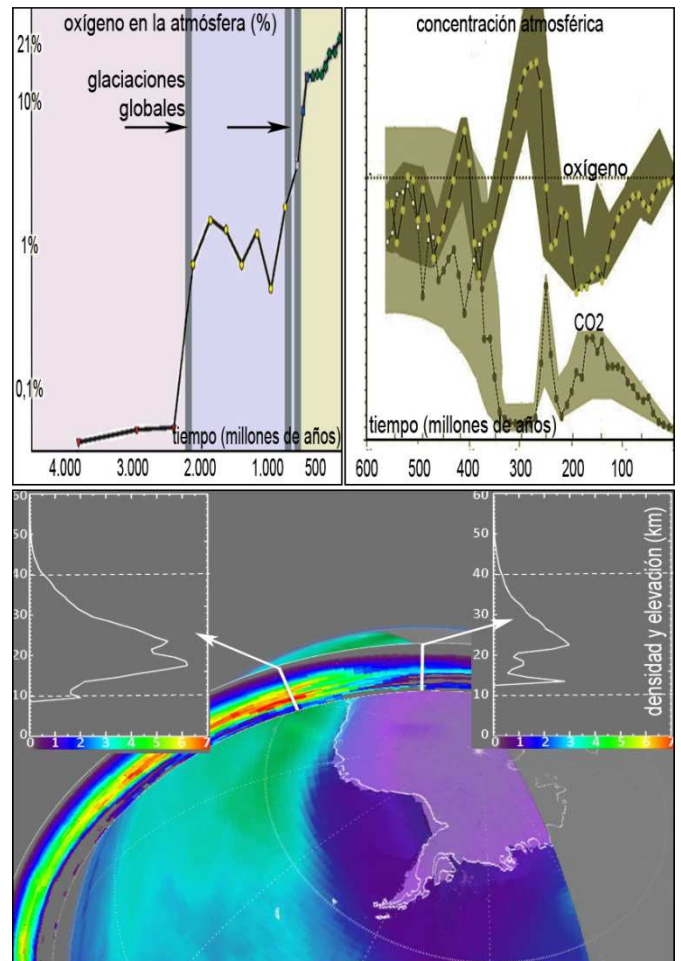 oxígeno en la atmósfera (%)
21%
10%
1%
0,1%
glaciaciones
globales
tiempo (millones de años)
4.000 3.000 2.000 1.000 500
concentración atmosférica
oxígeno
CO2
tiempo (millones de años)
600 500 400 300 200 100
60
50
40
30
20
10
0
0 1 2 3 4 5 6 7
60
50
40
30
20
10
0
0 1 2 3 4 5 6 7
densidad y elevación (km)